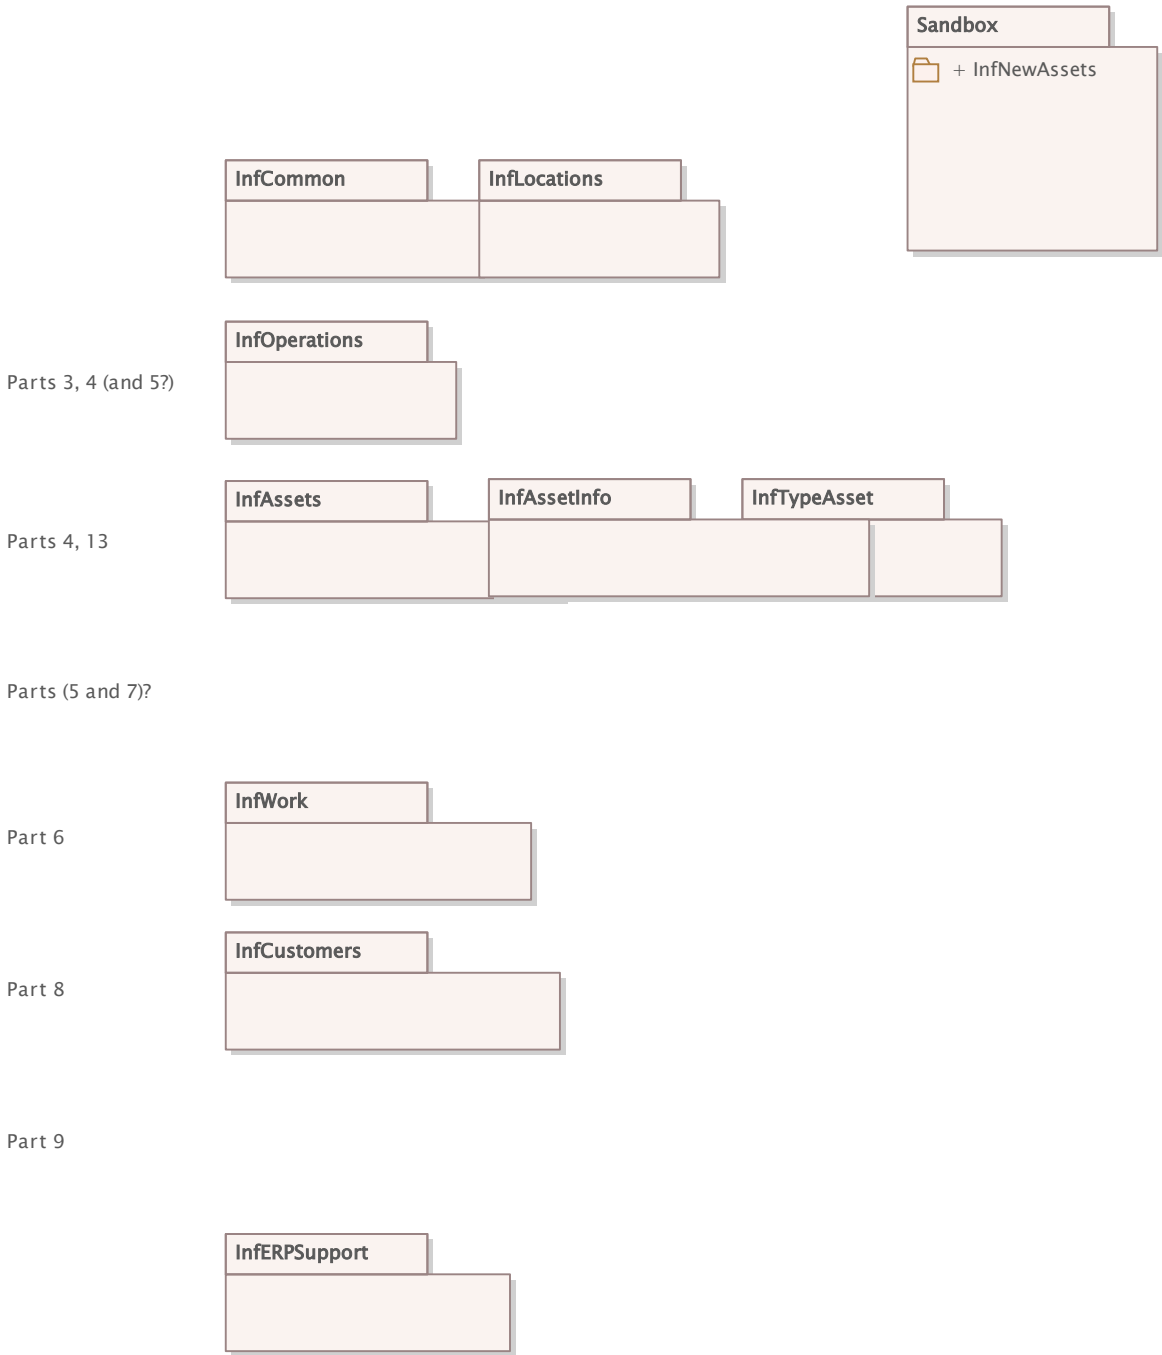 Sandbox
+ InfNewAssets
InfCommon
InfLocations
InfOperations
Parts 3, 4 (and 5?)
InfAssets
InfAssetInfo
InfTypeAsset
Parts 4, 13
Parts (5 and 7)?
InfWork
Part 6
InfCustomers
Part 8
Part 9
InfERPSupport